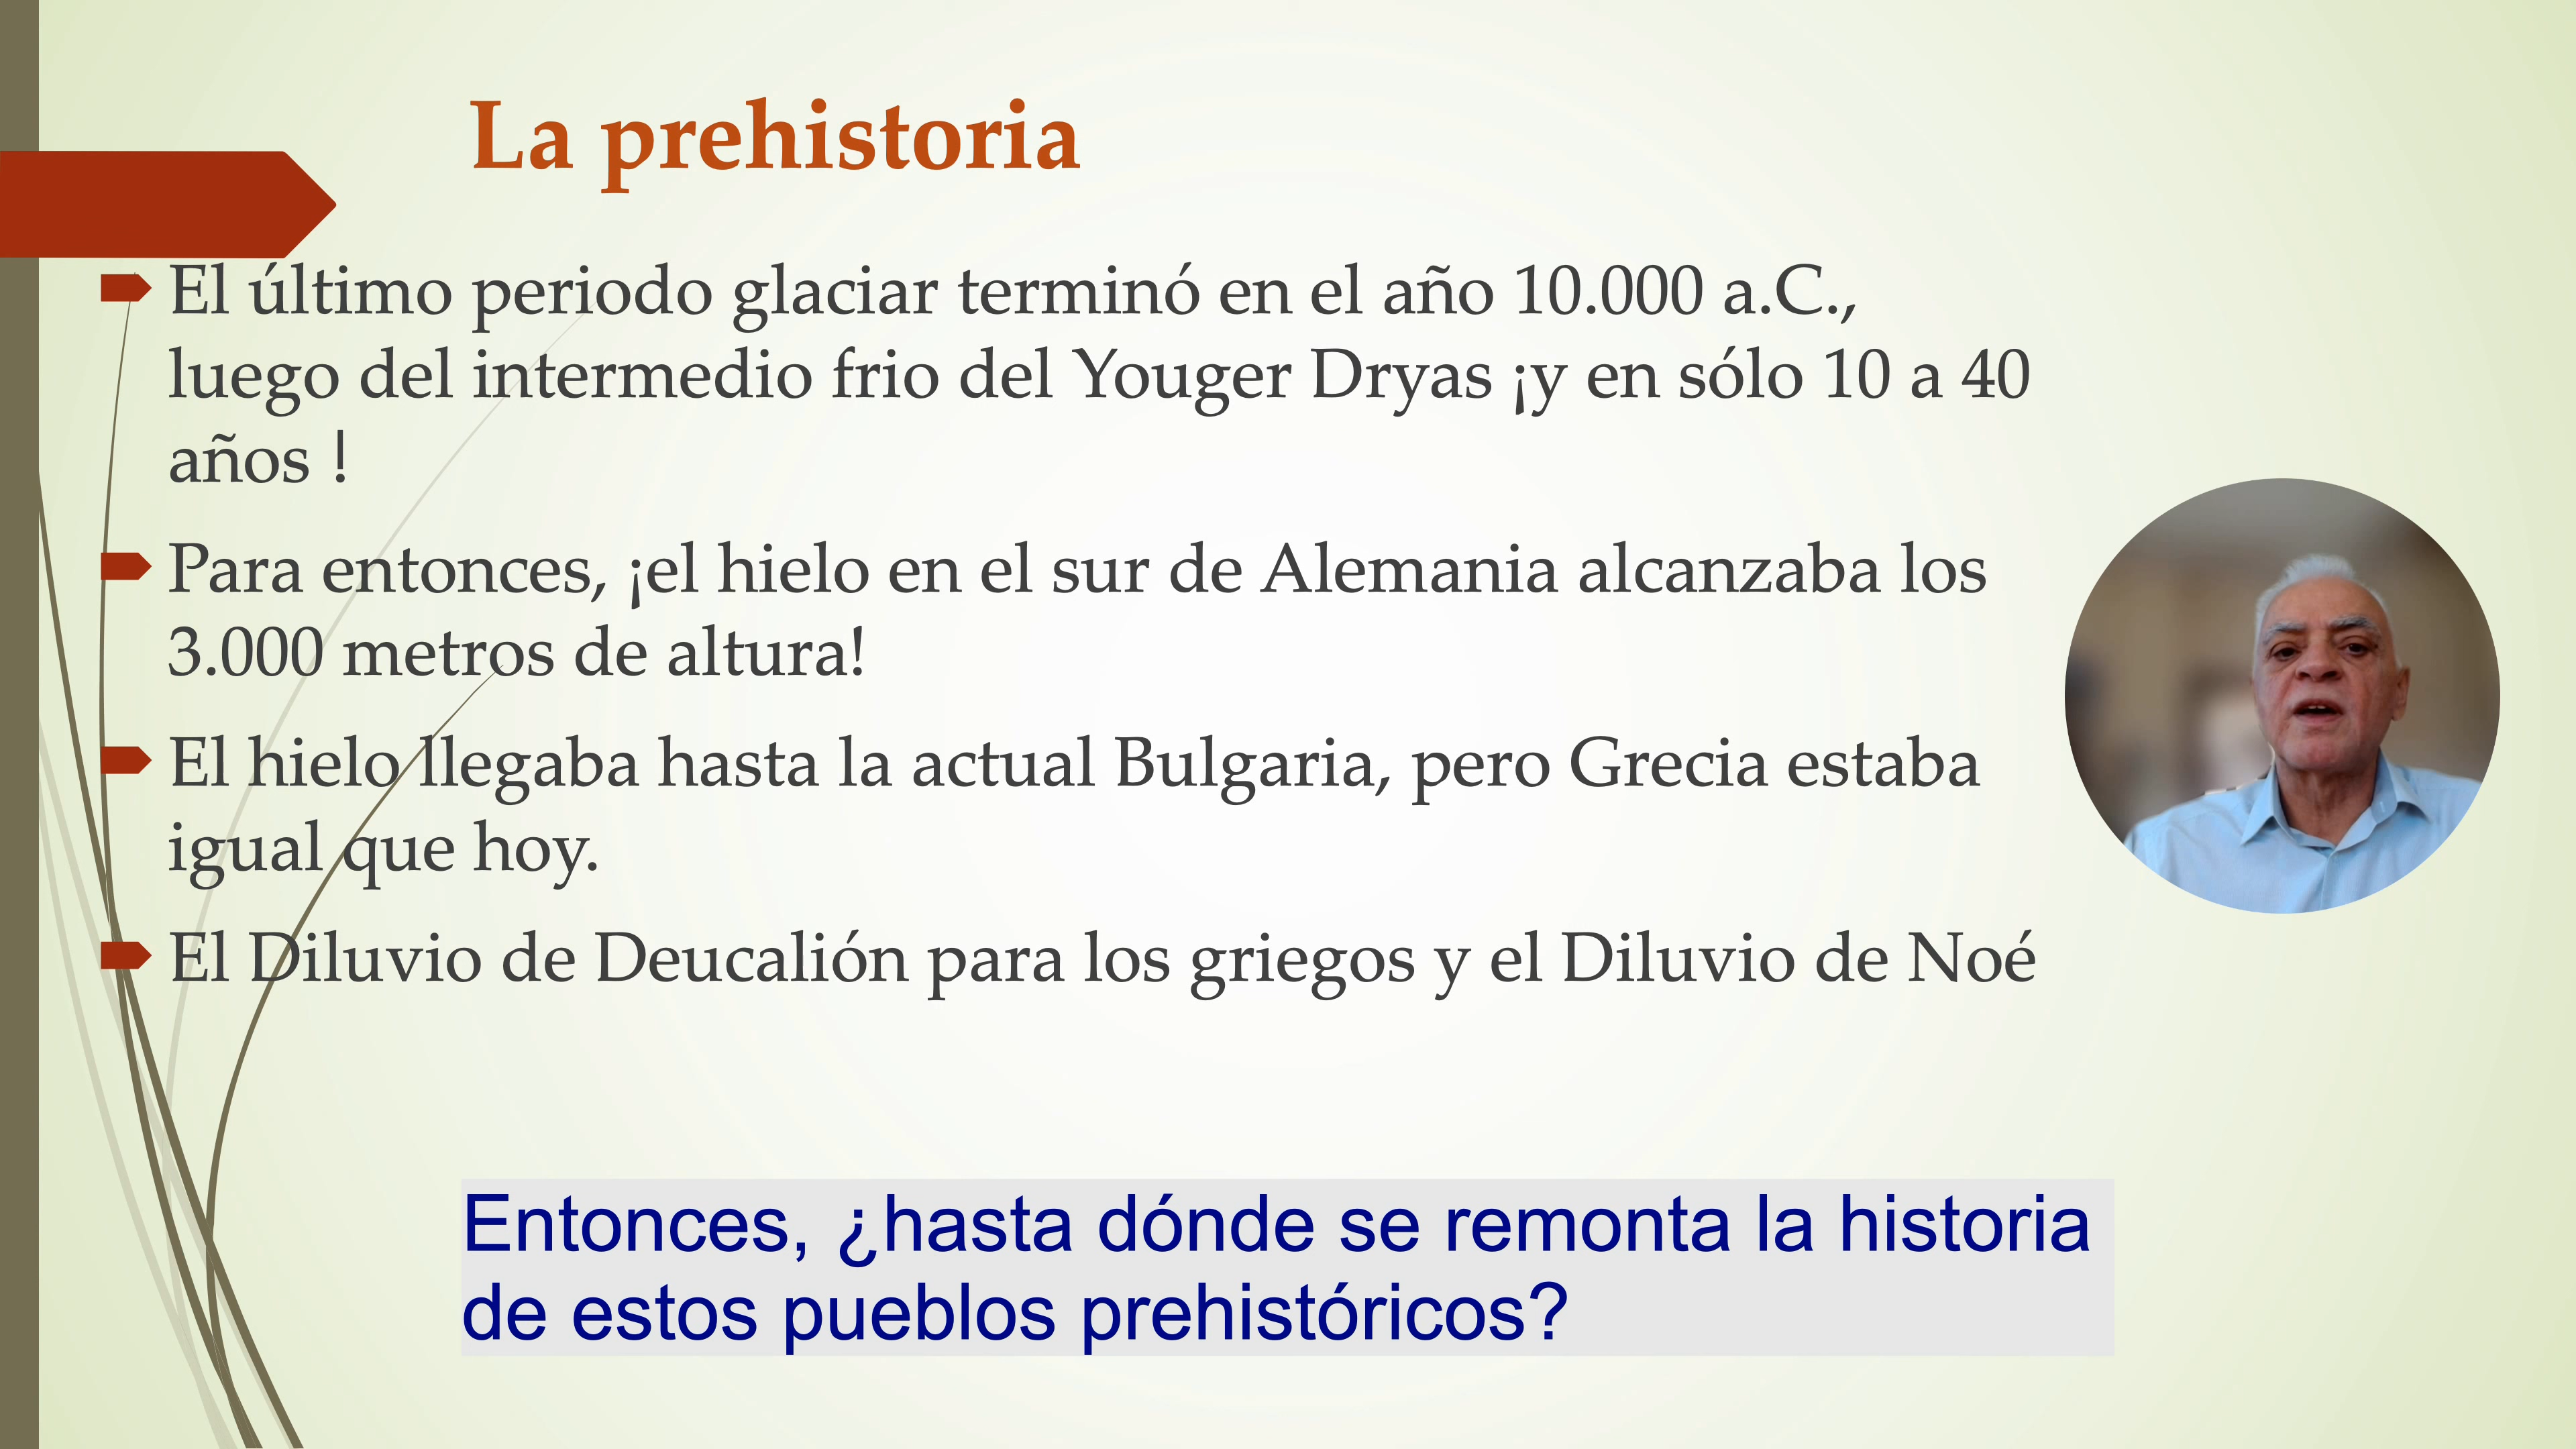 La prehistoria
El último periodo glaciar terminó en el año 10.000 a.C.,
luego del intermedio frio del Youger Dryas ¡y en sólo 10 a 40
años !
Para entonces, ¡el hielo en el sur de Alemania alcanzaba los
3.000 metros de altura!
El hielo llegaba hasta la actual Bulgaria, pero Grecia estaba
igual que hoy.
El Diluvio de Deucalión para los griegos y el Diluvio de Noé
Entonces, ¿hasta dónde se remonta la historia
de estos pueblos prehistóricos?